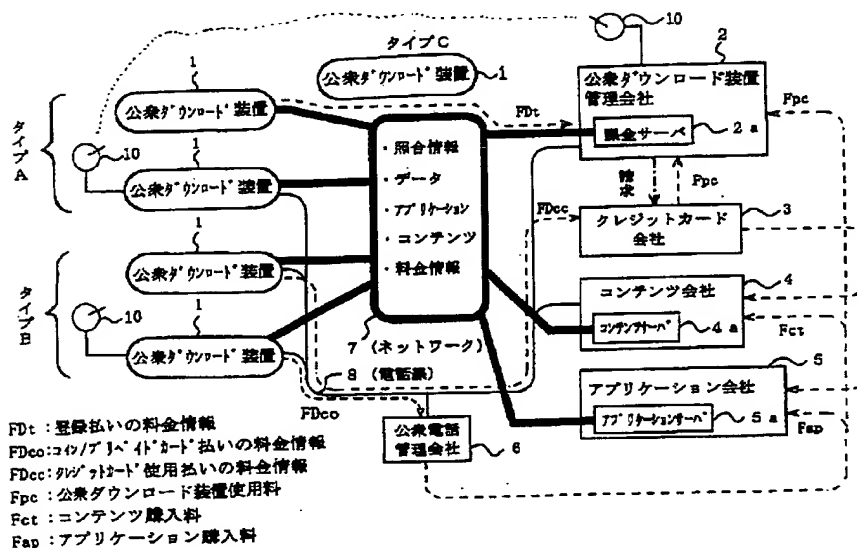 タイプC
公衆ダウンロード装置
1
10
2
公衆ダウンロード装置
管理会社
課金サーバ
2a
Fpc
1
公衆ダウンロード装置
FDt
タイプA
10
1
公衆ダウンロード装置
・照合情報
・データ
・アプリケーション
・コンテンツ
・料金情報
請求
Fpc
FDcc
クレジットカード
会社
3
1
公衆ダウンロード装置
タイプB
10
1
公衆ダウンロード装置
コンテンツ会社
4
コンテンツサーバ
4a
Fct
7(ネットワーク)
8(電話線)
FDco
アプリケーション会社
5
アプリケーションサーバ
5a
Fap
公衆電話
管理会社
6
FDt:登録払いの料金情報
FDco:コイン/プリペイドカード払いの料金情報
FDcc:クレジットカード使用払いの料金情報
Fpc:公衆ダウンロード装置使用料
Fct:コンテンツ購入料
Fap:アプリケーション購入料